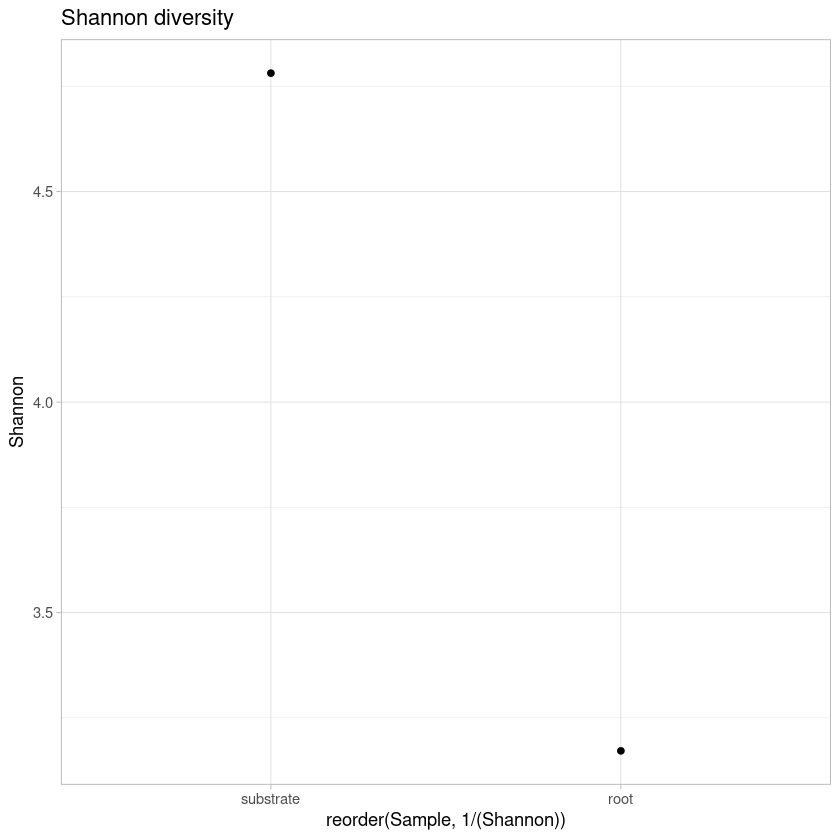 Shannon diversity
4.5
4.0
3.5
Shannon
substrate root
reorder(Sample, 1/(Shannon))